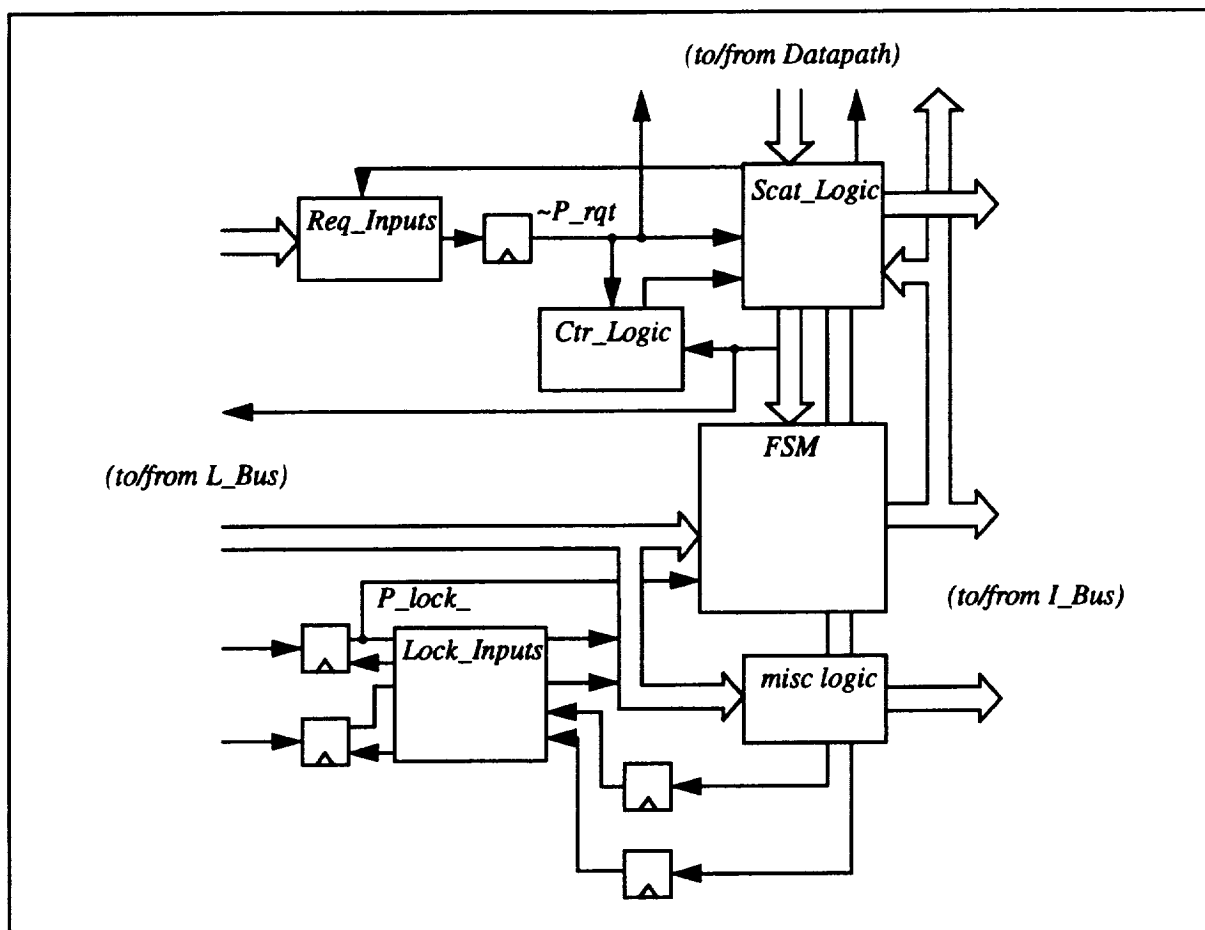 (to/from Datapath)
Scat_Logic
Req_Inputs
~P_rqt
Ctr_Logic
FSM
(to/from L_Bus)
(to/from I_Bus)
P_lock_
Lock_Inputs
misc logic